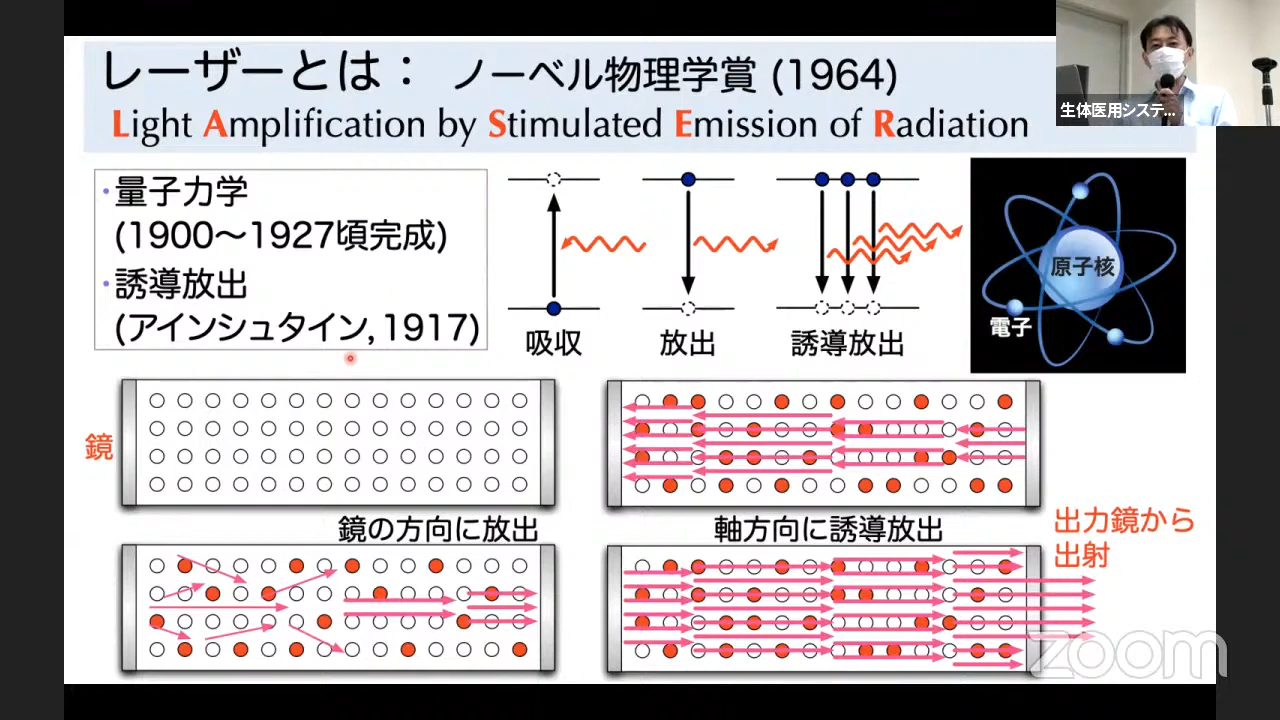 レーザーとは： ノーベル物理学賞 (1964)
Light Amplification by Stimulated Emission of Radiation
生体医用システ...
・量子力学
(1900〜1927頃完成)
・誘導放出
(アインシュタイン, 1917)
吸収
放出
誘導放出
原子核
電子
鏡
鏡の方向に放出
軸方向に誘導放出
出力鏡から
出射
zoom